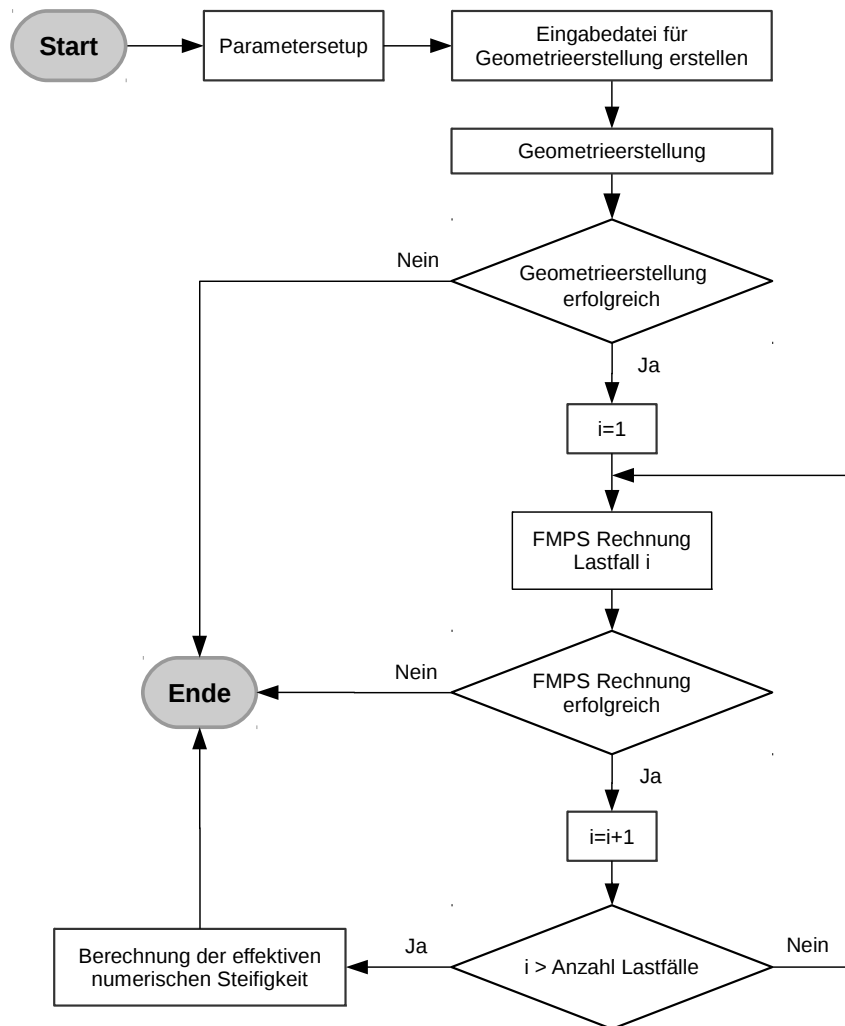 Start
Parametersetup
Eingabedatei für
Geometrieerstellung erstellen
Geometrieerstellung
Nein
Geometrieerstellung
erfolgreich
Ja
i=1
FMPS Rechnung
Lastfall i
Ende
Nein
FMPS Rechnung
erfolgreich
Ja
i=i+1
Berechnung der effektiven
numerischen Steifigkeit
Ja
i > Anzahl Lastfälle
Nein